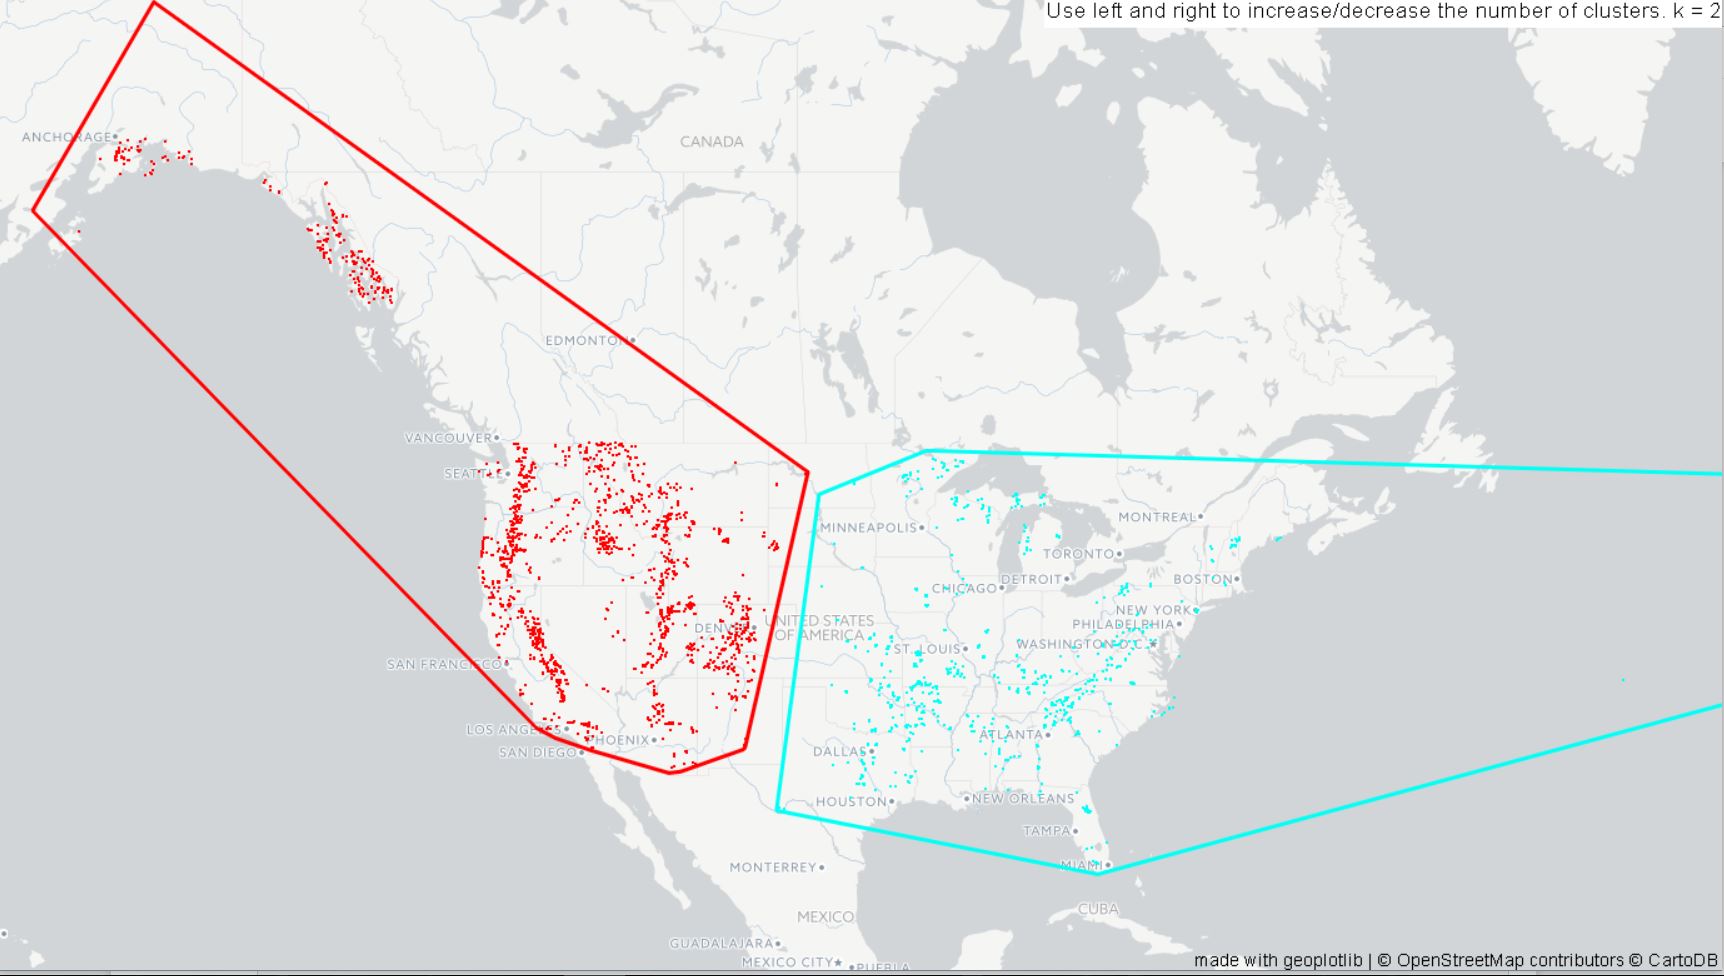 Use left and right to increase/decrease the number of clusters. k = 2
ANCHORAGE
CANADA
EDMONTON
VANCOUVER
SEATTLE
MINNEAPOLIS
MONTREAL
TORONTO
CHICAGO
DETROIT
BOSTON
NEW YORK
PHILADELPHIA
UNITED STATES
OF AMERICA
DENVER
WASHINGTON D.C.
ST. LOUIS
SAN FRANCISCO
LOS ANGELES
PHOENIX
SAN DIEGO
ATLANTA
DALLAS
HOUSTON
NEW ORLEANS
TAMPA
MIAMI
MONTERREY
CUBA
MEXICO
GUADALAJARA
MEXICO CITY
PUEBLA
made with geoplotlib | © OpenStreetMap contributors © CartoDB